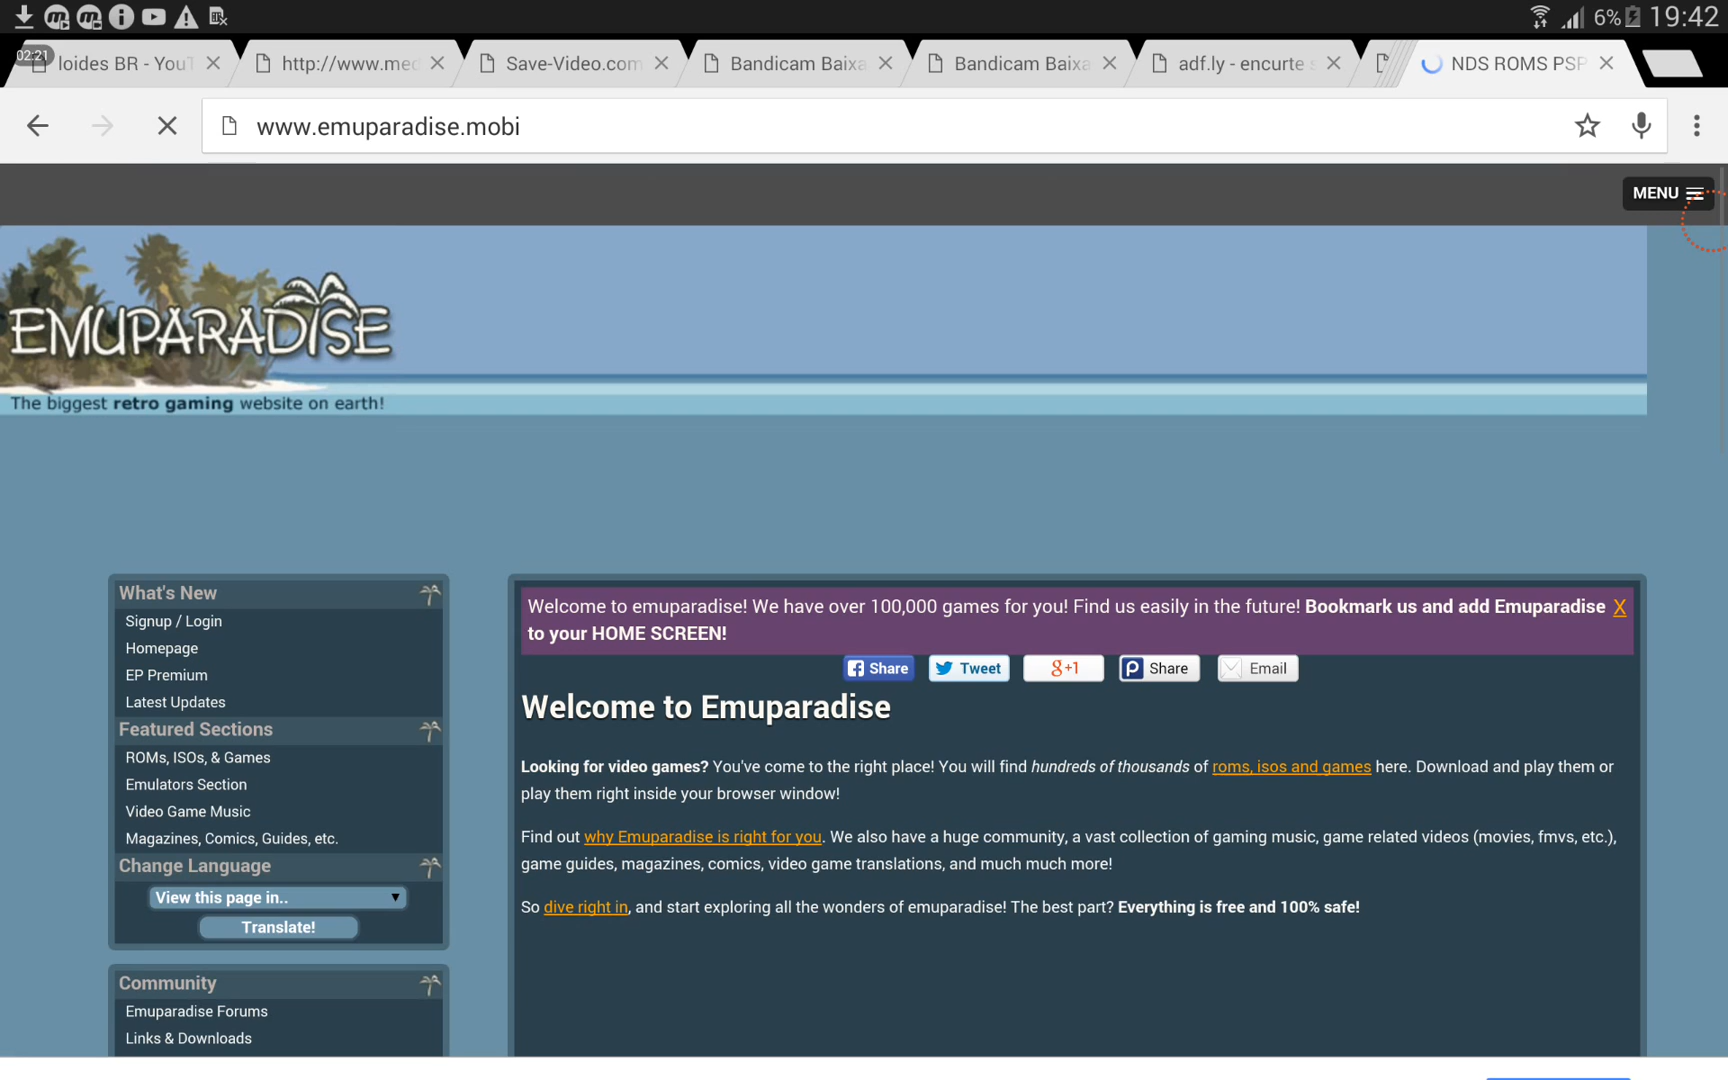 6% 19:42
02:21
loides BR - YouT
http://www.med
Save-Video.com
Bandicam Baixa
Bandicam Baixa
adf.ly - encurte s
NDS ROMS PSP
www.emuparadise.mobi
MENU
EMUPARADISE
The biggest retro gaming website on earth!
What's New
Signup / Login
Homepage
EP Premium
Latest Updates
Featured Sections
ROMs, ISOs, & Games
Emulators Section
Video Game Music
Magazines, Comics, Guides, etc.
Change Language
View this page in..
Translate!
Community
Emuparadise Forums
Links & Downloads
Welcome to emuparadise! We have over 100,000 games for you! Find us easily in the future! Bookmark us and add Emuparadise X
to your HOME SCREEN!
Share Tweet g+1 Share Email
Welcome to Emuparadise
Looking for video games? You've come to the right place! You will find hundreds of thousands of roms, isos and games here. Download and play them or
play them right inside your browser window!
Find out why Emuparadise is right for you. We also have a huge community, a vast collection of gaming music, game related videos (movies, fmvs, etc.),
game guides, magazines, comics, video game translations, and much much more!
So dive right in, and start exploring all the wonders of emuparadise! The best part? Everything is free and 100% safe!